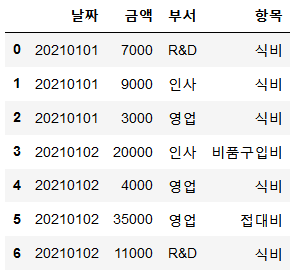 날짜 금액 부서 항목
0 20210101 7000 R&D 식비
1 20210101 9000 인사 식비
2 20210101 3000 영업 식비
3 20210102 20000 인사 비품구입비
4 20210102 4000 영업 식비
5 20210102 35000 영업 접대비
6 20210102 11000 R&D 식비